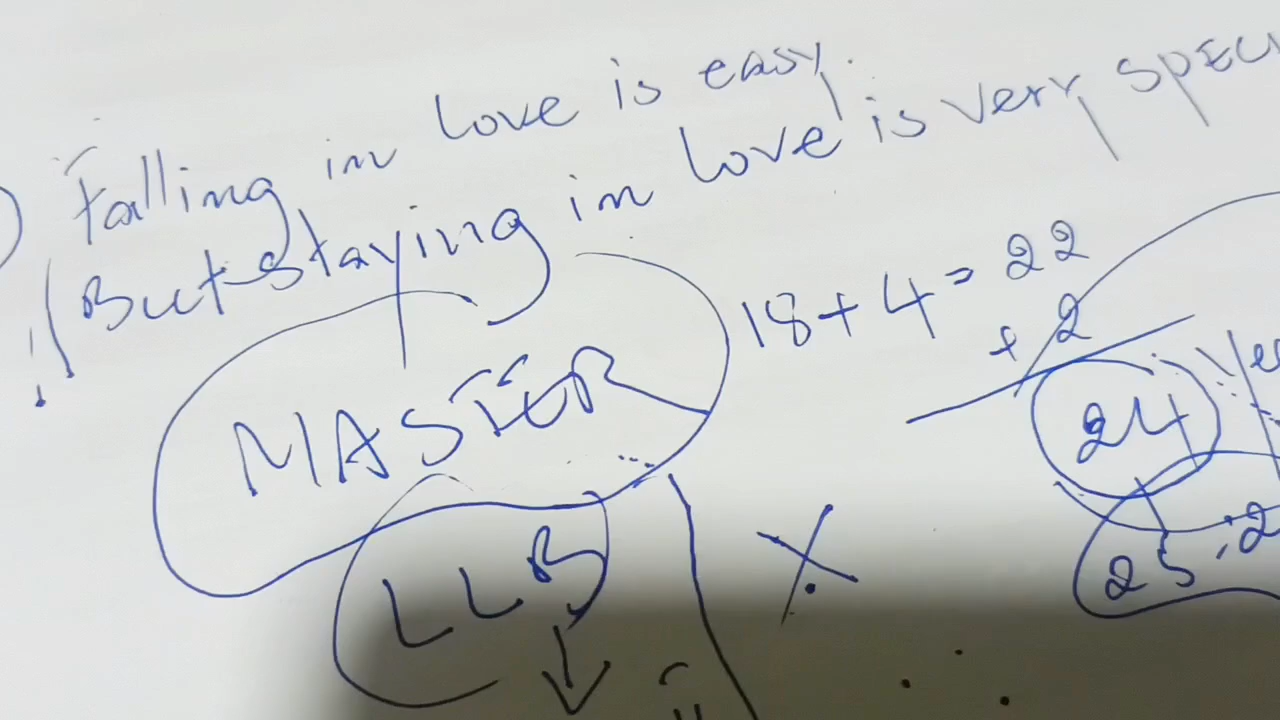 Falling in love is easy.
But staying in love is very
18 + 4 = 22
+ 2
24
MASTER
LLB
25